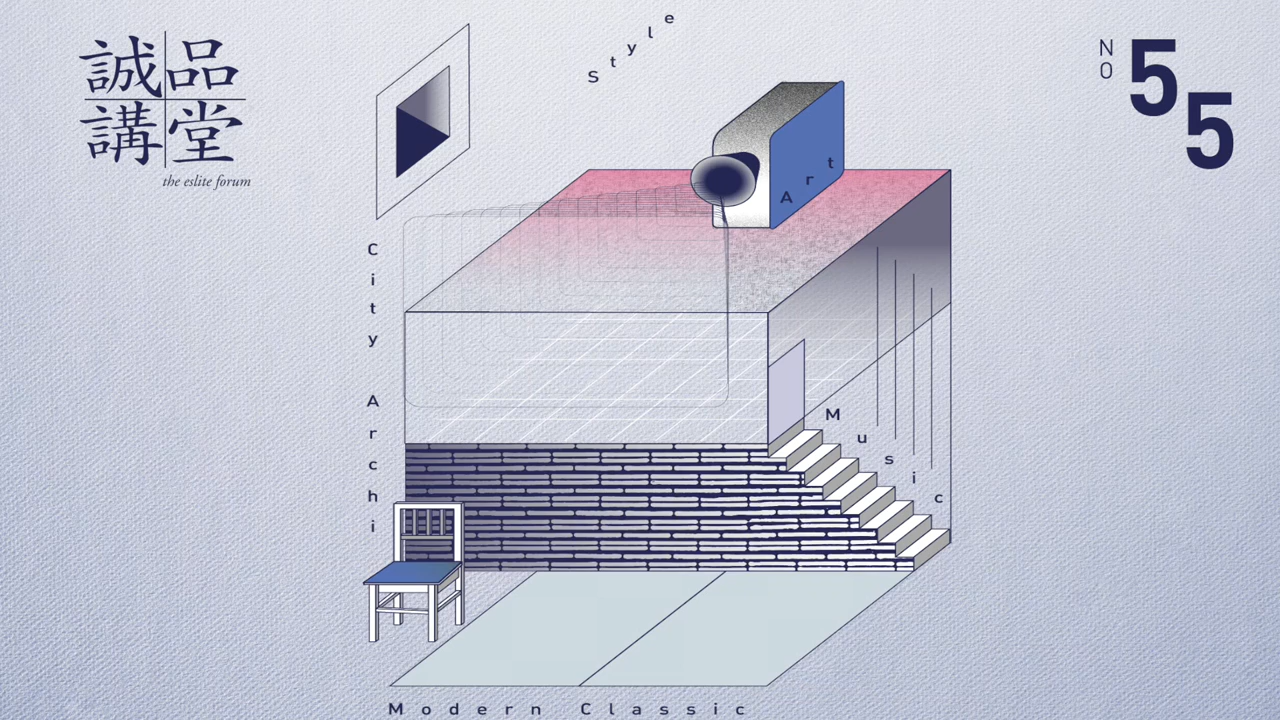 誠品
講堂
the eslite forum
Style
NO 55
Art
City Archi
Music
Modern Classic